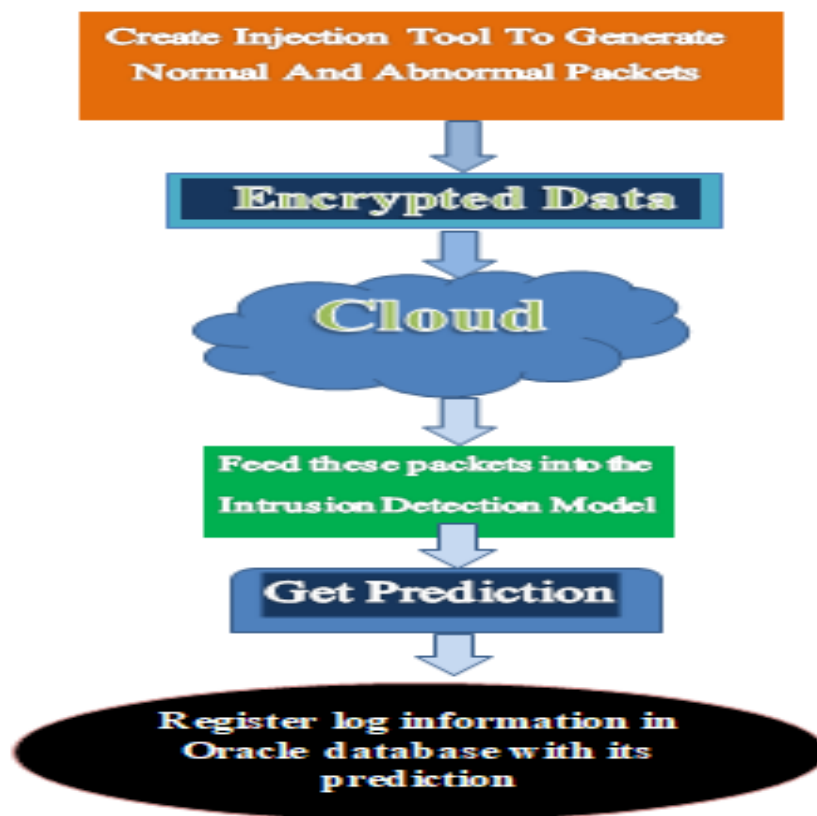 Create Injection Tool To Generate
Normal And Abnormal Packets
Encrypted Data
Cloud
Feed these packets into the
Intrusion Detection Model
Get Prediction
Register log information in
Oracle database with its
prediction